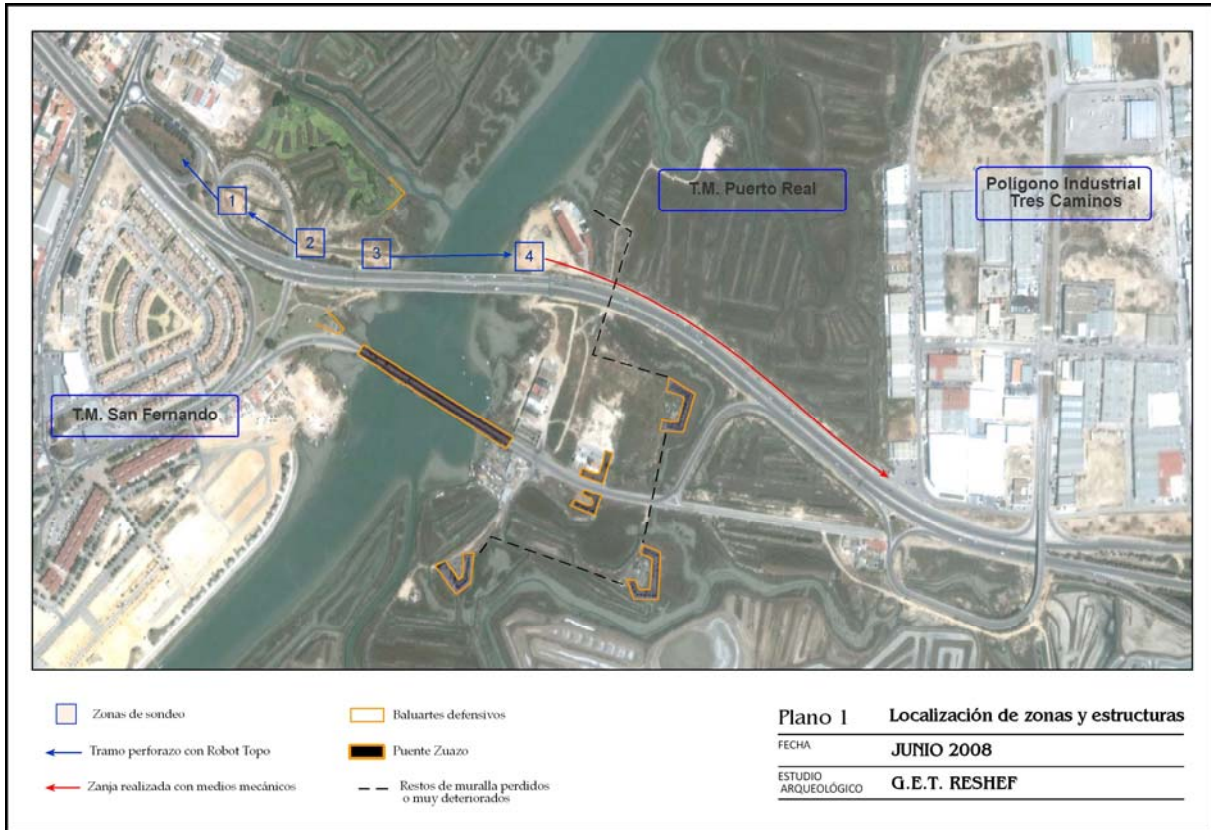 T.M. Puerto Real
Polígono Industrial
Tres Caminos
1
2
3
4
T.M. San Fernando
Zonas de sondeo
Tramo perforazo con Robot Topo
Zanja realizada con medios mecánicos
Baluartes defensivos
Puente Zuazo
Restos de muralla perdidos
o muy deteriorados
Plano 1 Localización de zonas y estructuras
FECHA JUNIO 2008
ESTUDIO
ARQUEOLÓGICO G.E.T. RESHEF